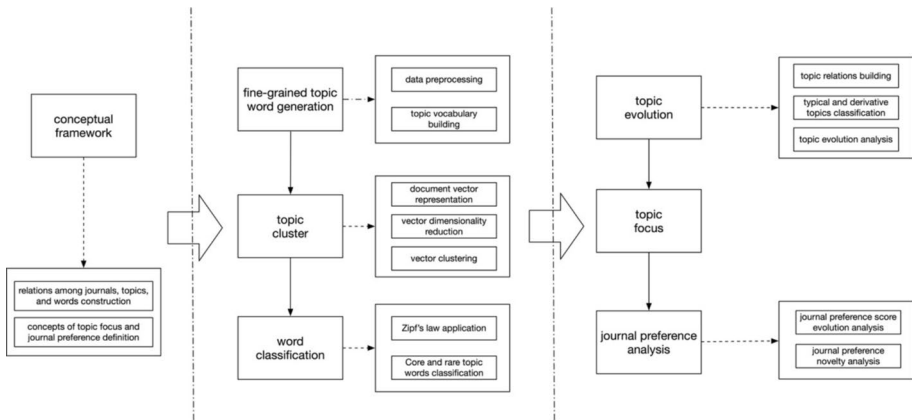 conceptual
framework
relations among journals, topics,
and words construction
concepts of topic focus and
journal preference definition
fine-grained topic
word generation
data preprocessing
topic vocabulary
building
topic
cluster
document vector
representation
vector dimensionality
reduction
vector clustering
word
classification
Zipf's law application
Core and rare topic
words classification
topic
evolution
topic relations building
typical and derivative
topics classification
topic evolution analysis
topic
focus
journal preference
analysis
journal preference score
evolution analysis
journal preference
novelty analysis